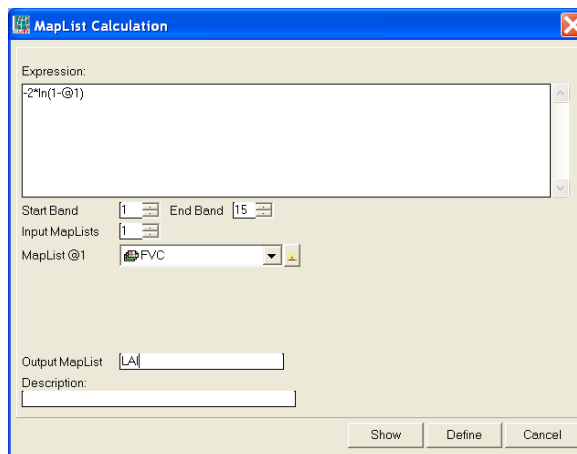 MapList Calculation
Expression:
-2*ln(1-@1)
Start Band 1 End Band 15
Input MapLists 1
MapList @1 FVC
Output MapList LAI
Description:
Show Define Cancel